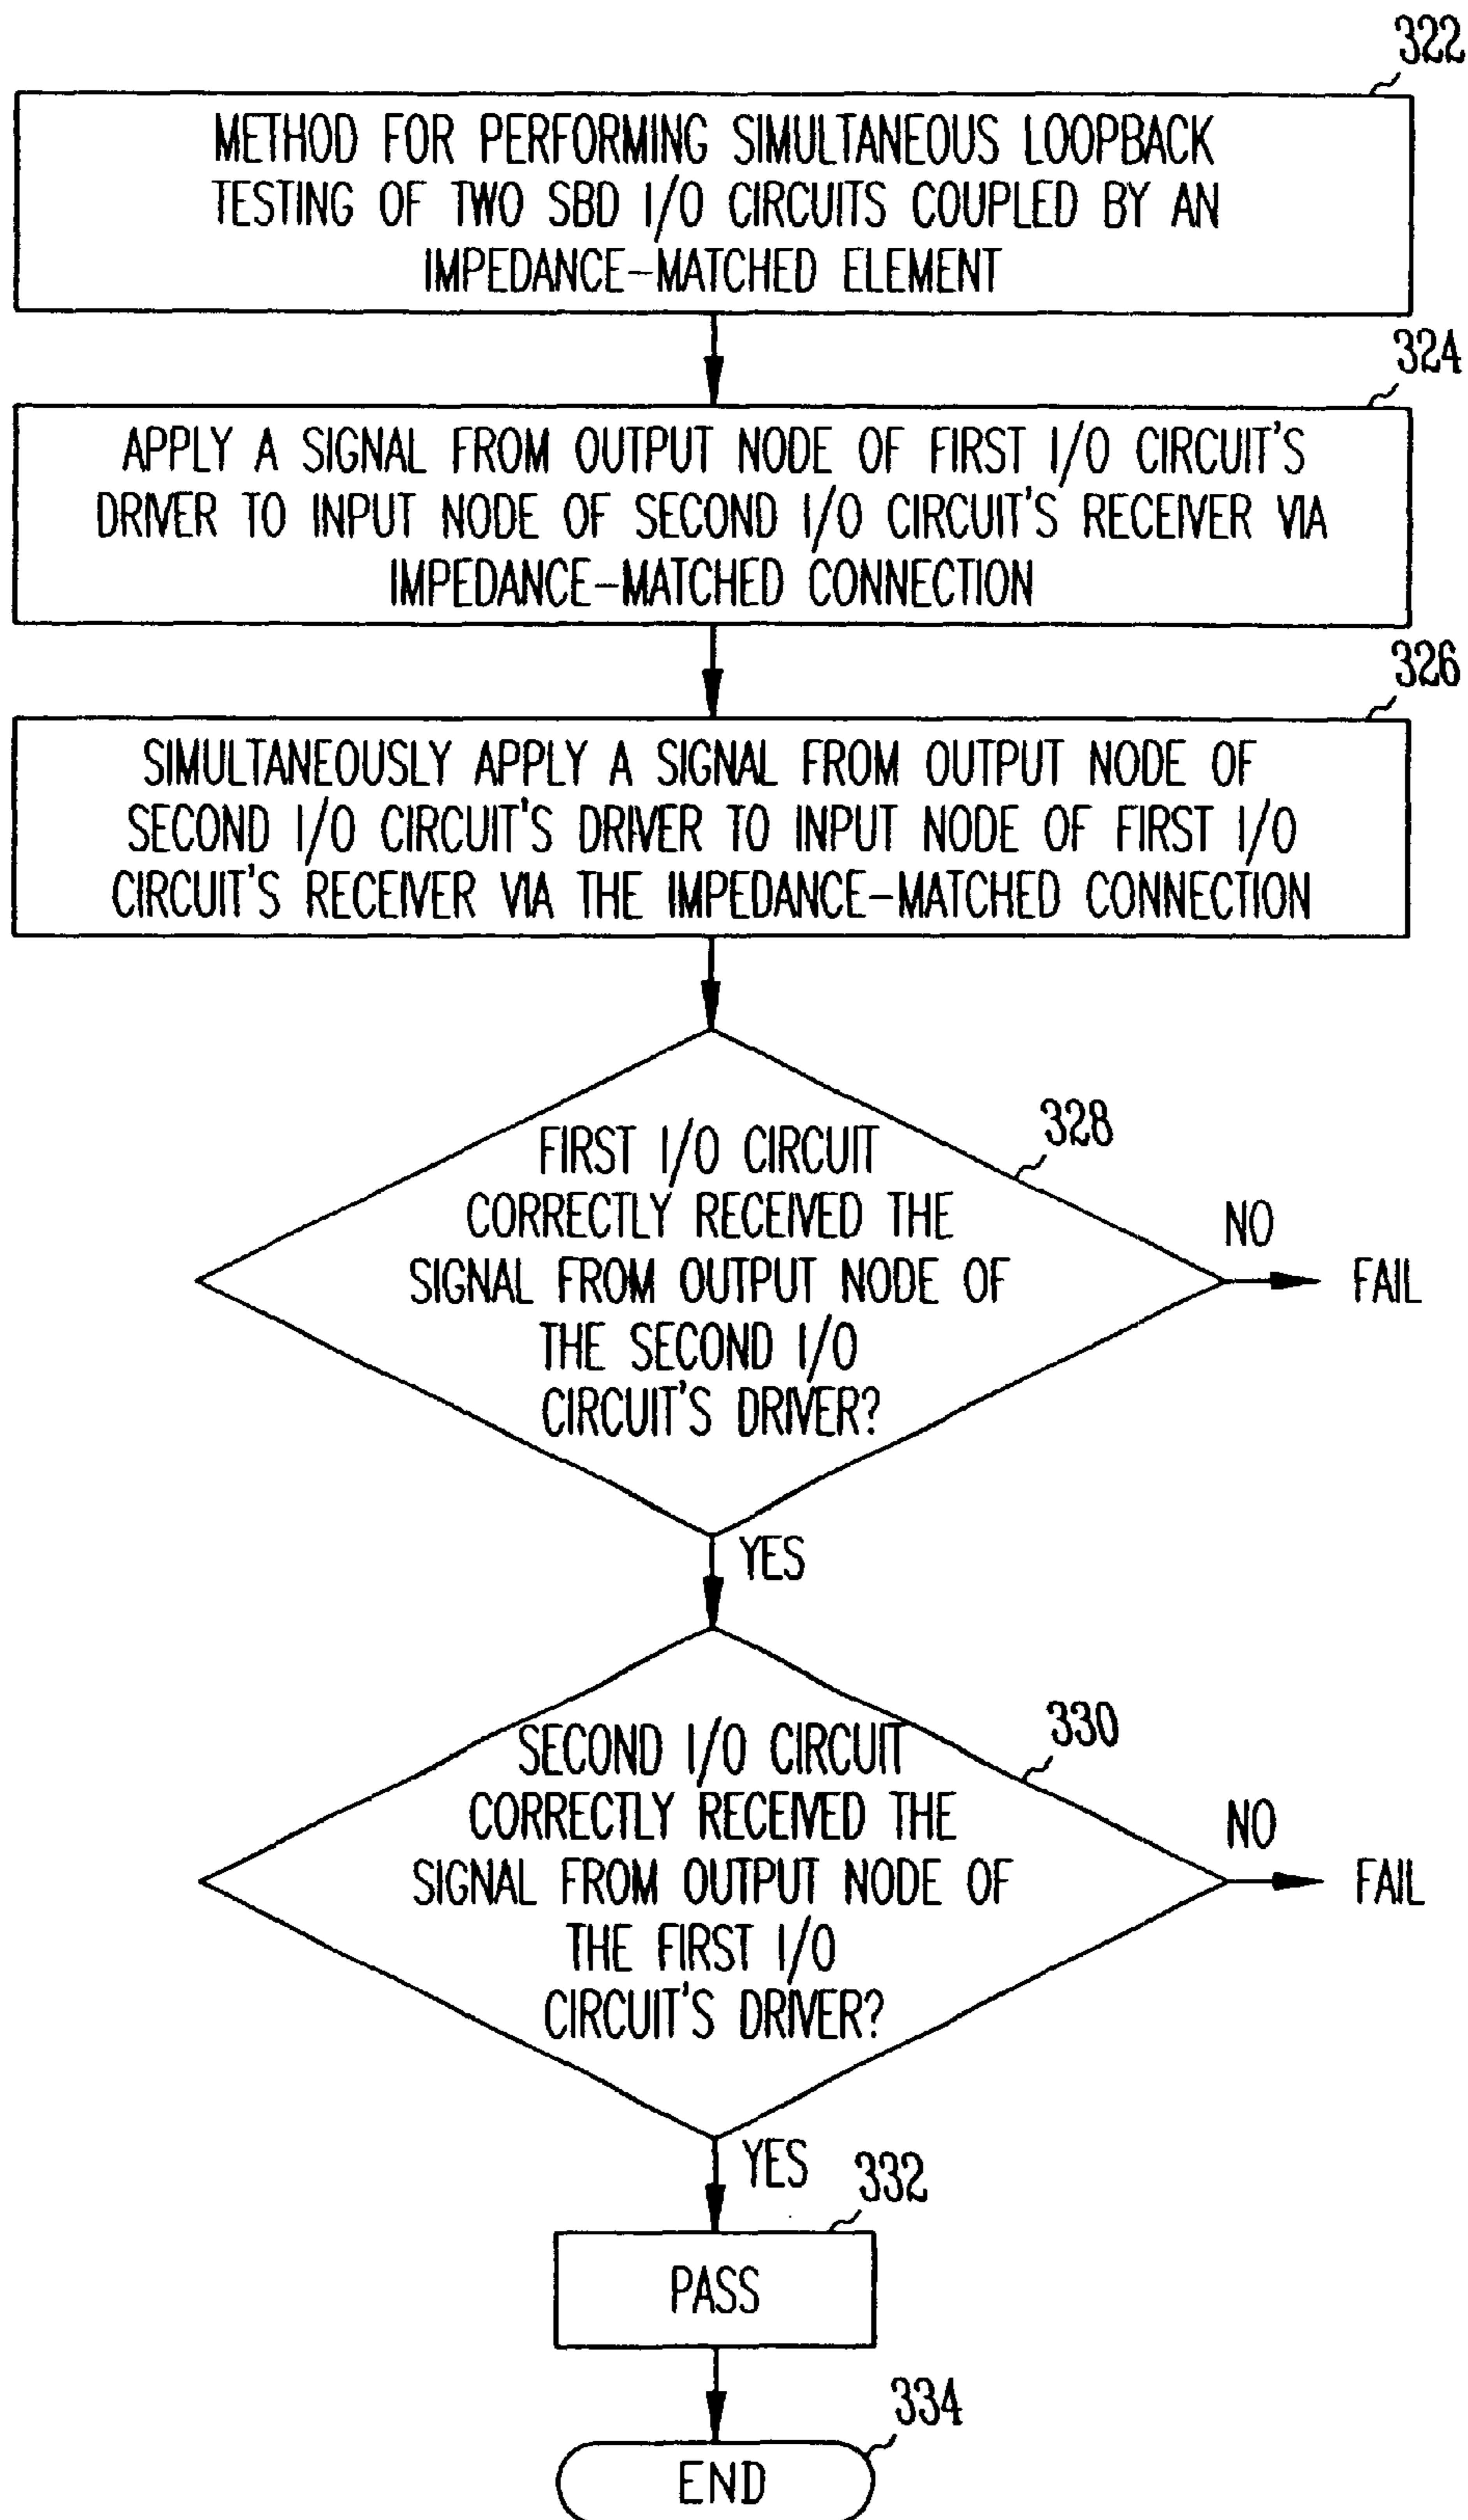 322
METHOD FOR PERFORMING SIMULTANEOUS LOOPBACK
TESTING OF TWO SBD I/O CIRCUITS COUPLED BY AN
IMPEDANCE-MATCHED ELEMENT
324
APPLY A SIGNAL FROM OUTPUT NODE OF FIRST I/O CIRCUIT'S
DRIVER TO INPUT NODE OF SECOND I/O CIRCUIT'S RECEIVER VIA
IMPEDANCE-MATCHED CONNECTION
326
SIMULTANEOUSLY APPLY A SIGNAL FROM OUTPUT NODE OF
SECOND I/O CIRCUIT'S DRIVER TO INPUT NODE OF FIRST I/O
CIRCUIT'S RECEIVER VIA THE IMPEDANCE-MATCHED CONNECTION
328
FIRST I/O CIRCUIT
CORRECTLY RECEIVED THE
SIGNAL FROM OUTPUT NODE OF
THE SECOND I/O
CIRCUIT'S DRIVER?
NO
FAIL
YES
330
SECOND I/O CIRCUIT
CORRECTLY RECEIVED THE
SIGNAL FROM OUTPUT NODE OF
THE FIRST I/O
CIRCUIT'S DRIVER?
NO
FAIL
YES
332
PASS
334
END